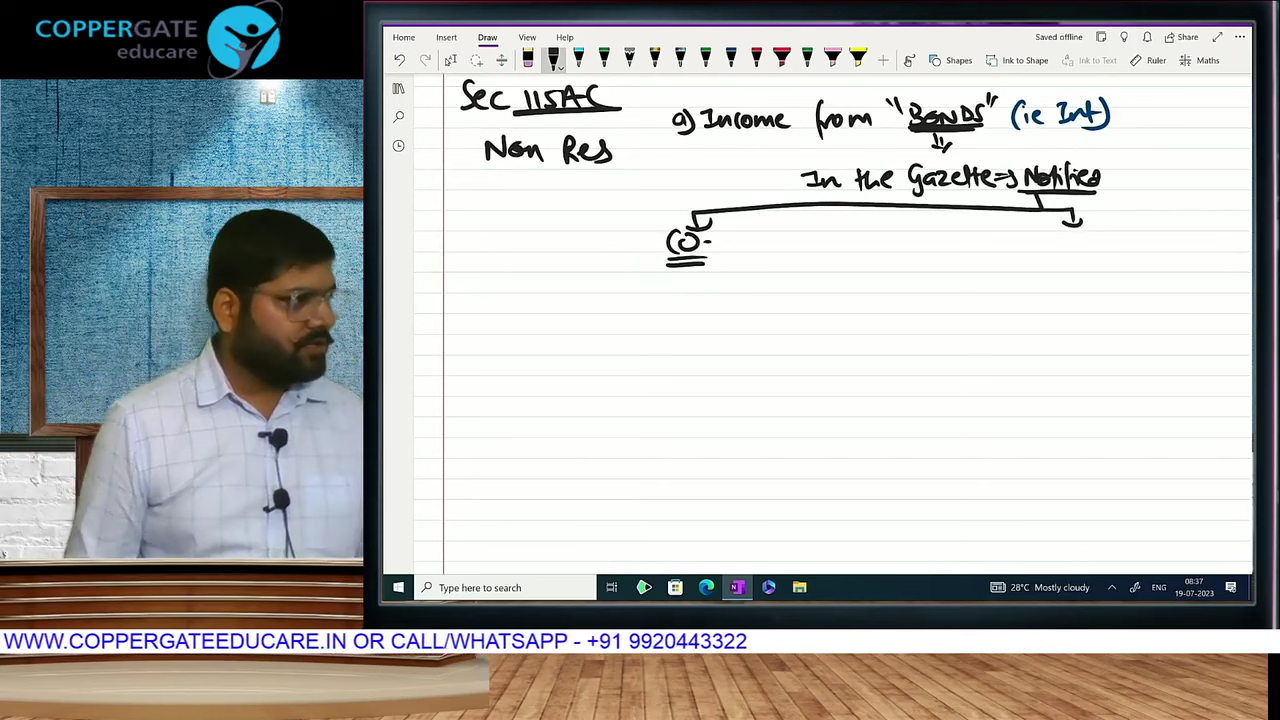 COPPERGATE
educare
Home Insert Draw View Help
Saved offline
Share
Shapes
Ink to Shape
Ink to Text
Ruler
Maths
Sec 115AC
Non Res
a) Income from "BONDS" (ie Int)
In the Gazette => Notified
CO.
Type here to search
28°C Mostly cloudy
ENG
08:37
19-07-2023
WWW.COPPERGATEEDUCARE.IN OR CALL/WHATSAPP - +91 9920443322